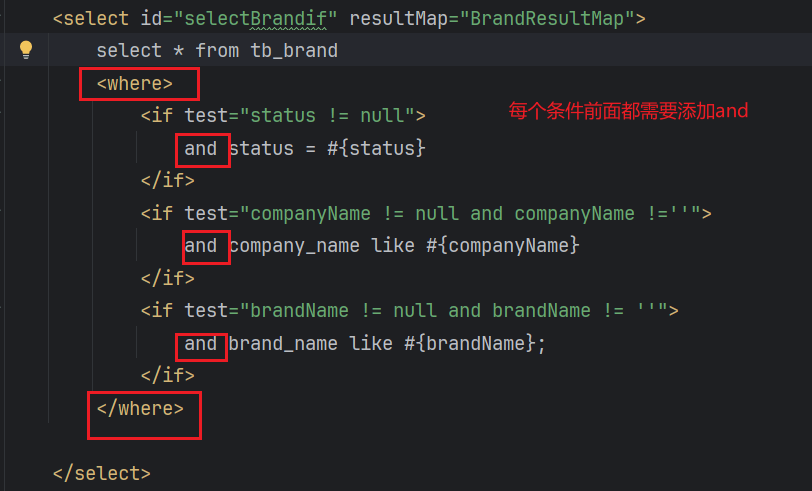 <select id="selectBrandif" resultMap="BrandResultMap">
select * from tb_brand
<where>
<if test="status != null">
每个条件前面都需要添加and
and status = #{status}
</if>
<if test="companyName != null and companyName !=''">
and company_name like #{companyName}
</if>
<if test="brandName != null and brandName != ''">
and brand_name like #{brandName};
</if>
</where>
</select>